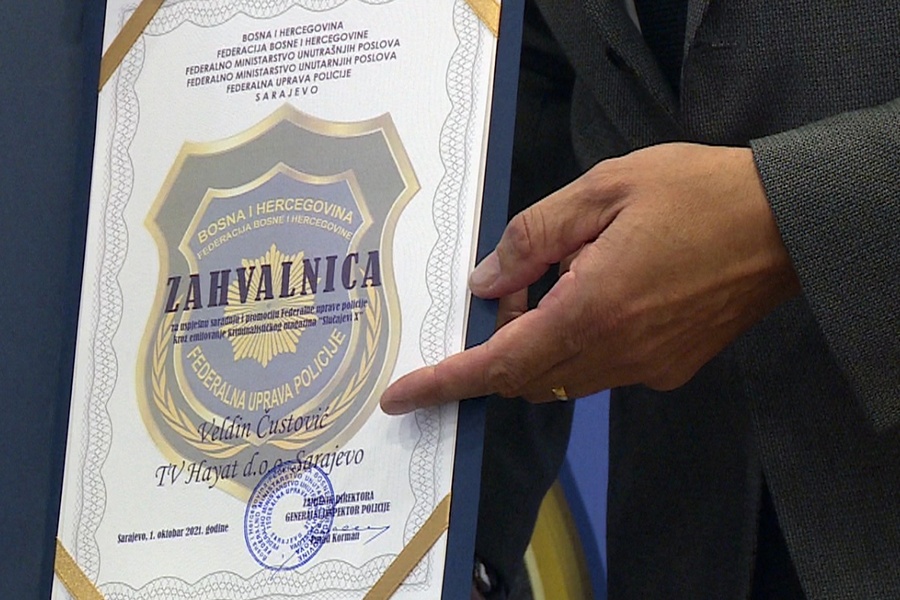 BOSNA I HERCEGOVINA
FEDERACIJA BOSNE I HERCEGOVINE
FEDERALNO MINISTARSTVO UNUTRAŠNJIH POSLOVA
FEDERALNO MINISTARSTVO UNUTARNJIH POSLOVA
FEDERALNA UPRAVA POLICIJE
SARAJEVO
BOSNA I HERCEGOVINA
FEDERACIJA BOSNE I HERCEGOVINE
ZAHVALNICA
za uspješnu saradnju i promociju Federalne uprave policije
kroz emitovanje Kriminalističkog magazina "Slučajevi X"
FEDERALNA UPRAVA POLICIJE
Veldin Čustović
TV Hayat d.o.o. Sarajevo
DIREKTORA
GENERALNI INSPEKTOR POLICIJE
Korman
Sarajevo, 1. oktobar 2021. godine